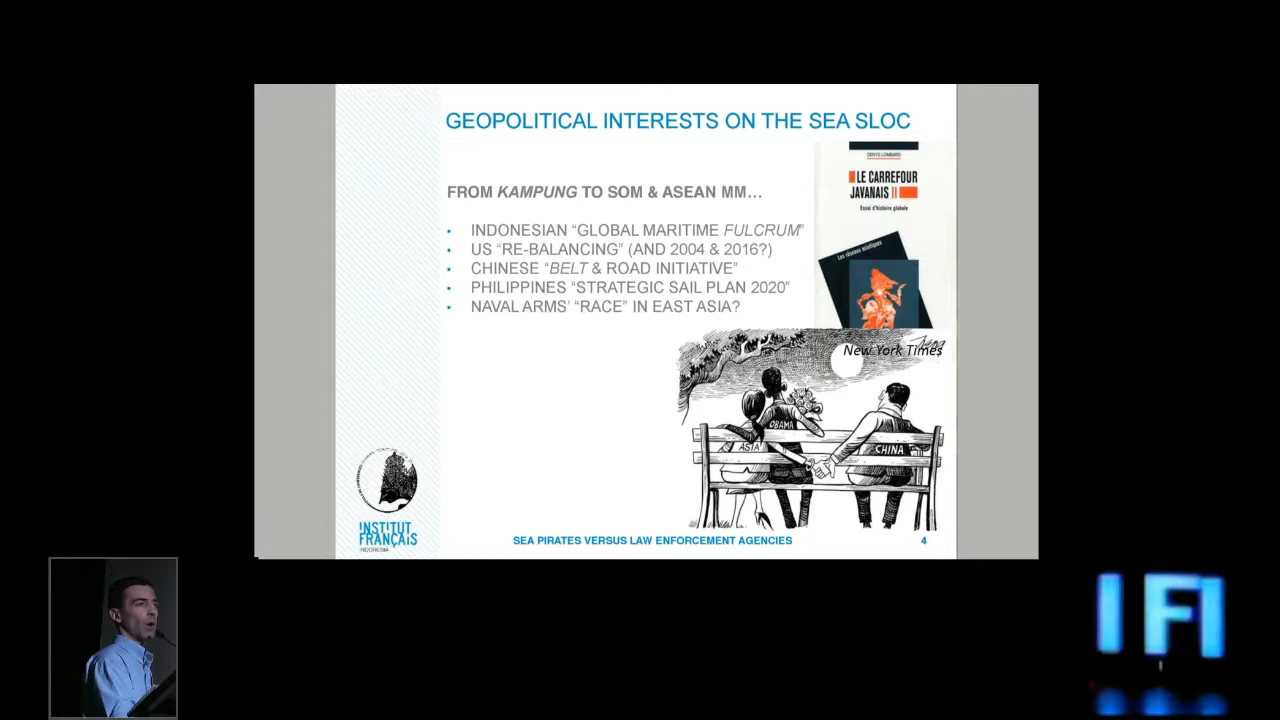 GEOPOLITICAL INTERESTS ON THE SEA SLOC
DENYS LOMBARD
LE CARREFOUR
JAVANAIS II
Essai d'histoire globale
Les réseaux asiatiques
FROM KAMPUNG TO SOM & ASEAN MM…
• INDONESIAN “GLOBAL MARITIME FULCRUM”
• US “RE-BALANCING” (AND 2004 & 2016?)
• CHINESE “BELT & ROAD INITIATIVE”
• PHILIPPINES “STRATEGIC SAIL PLAN 2020”
• NAVAL ARMS’ “RACE” IN EAST ASIA?
New York Times
OBAMA
ASIA
CHINA
INSTITUT
FRANÇAIS
INDONESIA
SEA PIRATES VERSUS LAW ENFORCEMENT AGENCIES
4
IFI